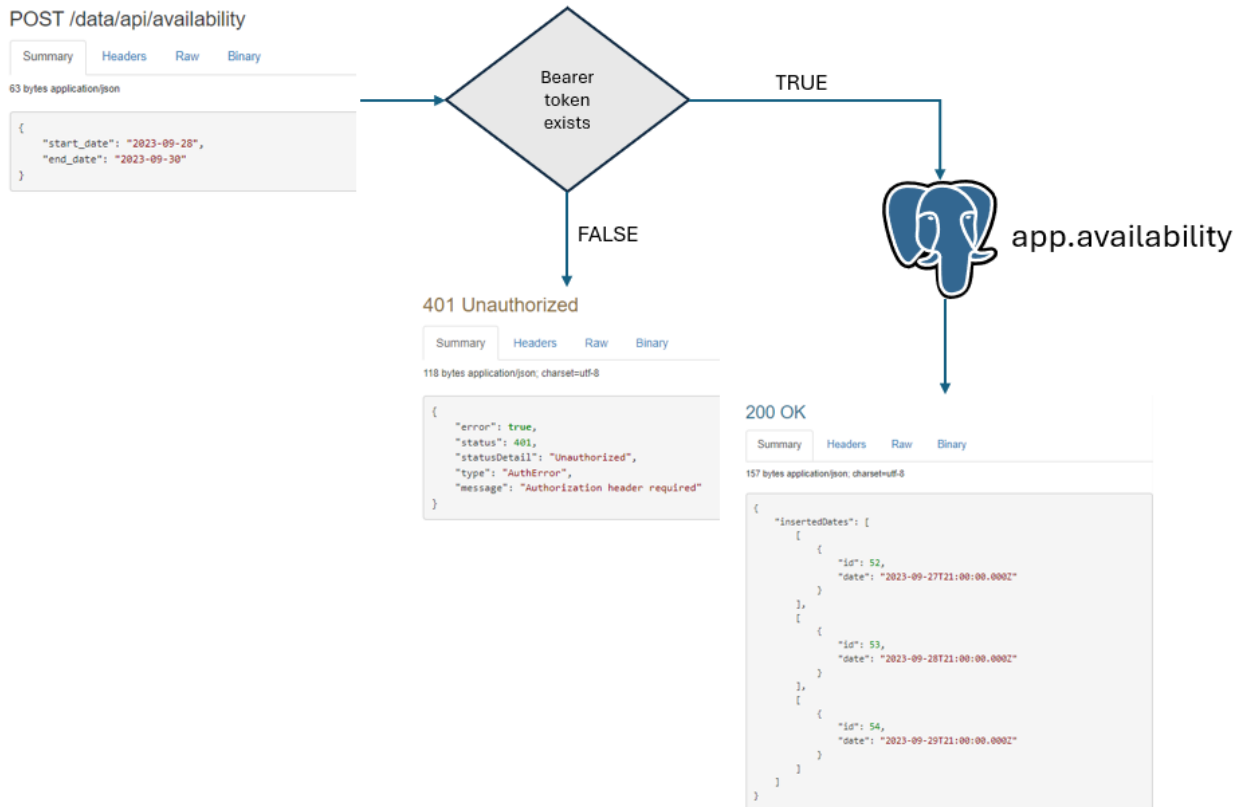 POST /data/api/availability
Summary Headers Raw Binary
63 bytes application/json
{
    "start_date": "2023-09-28",
    "end_date": "2023-09-30"
}
Bearer
token
exists
TRUE
FALSE
app.availability
401 Unauthorized
Summary Headers Raw Binary
118 bytes application/json; charset=utf-8
{
    "error": true,
    "status": 401,
    "statusDetail": "Unauthorized",
    "type": "AuthError",
    "message": "Authorization header required"
}
200 OK
Summary Headers Raw Binary
157 bytes application/json; charset=utf-8
{
    "insertedDates": [
        [
            {
                "id": 52,
                "date": "2023-09-27T21:00:00.000Z"
            }
        ],
        [
            {
                "id": 53,
                "date": "2023-09-28T21:00:00.000Z"
            }
        ],
        [
            {
                "id": 54,
                "date": "2023-09-29T21:00:00.000Z"
            }
        ]
    ]
}